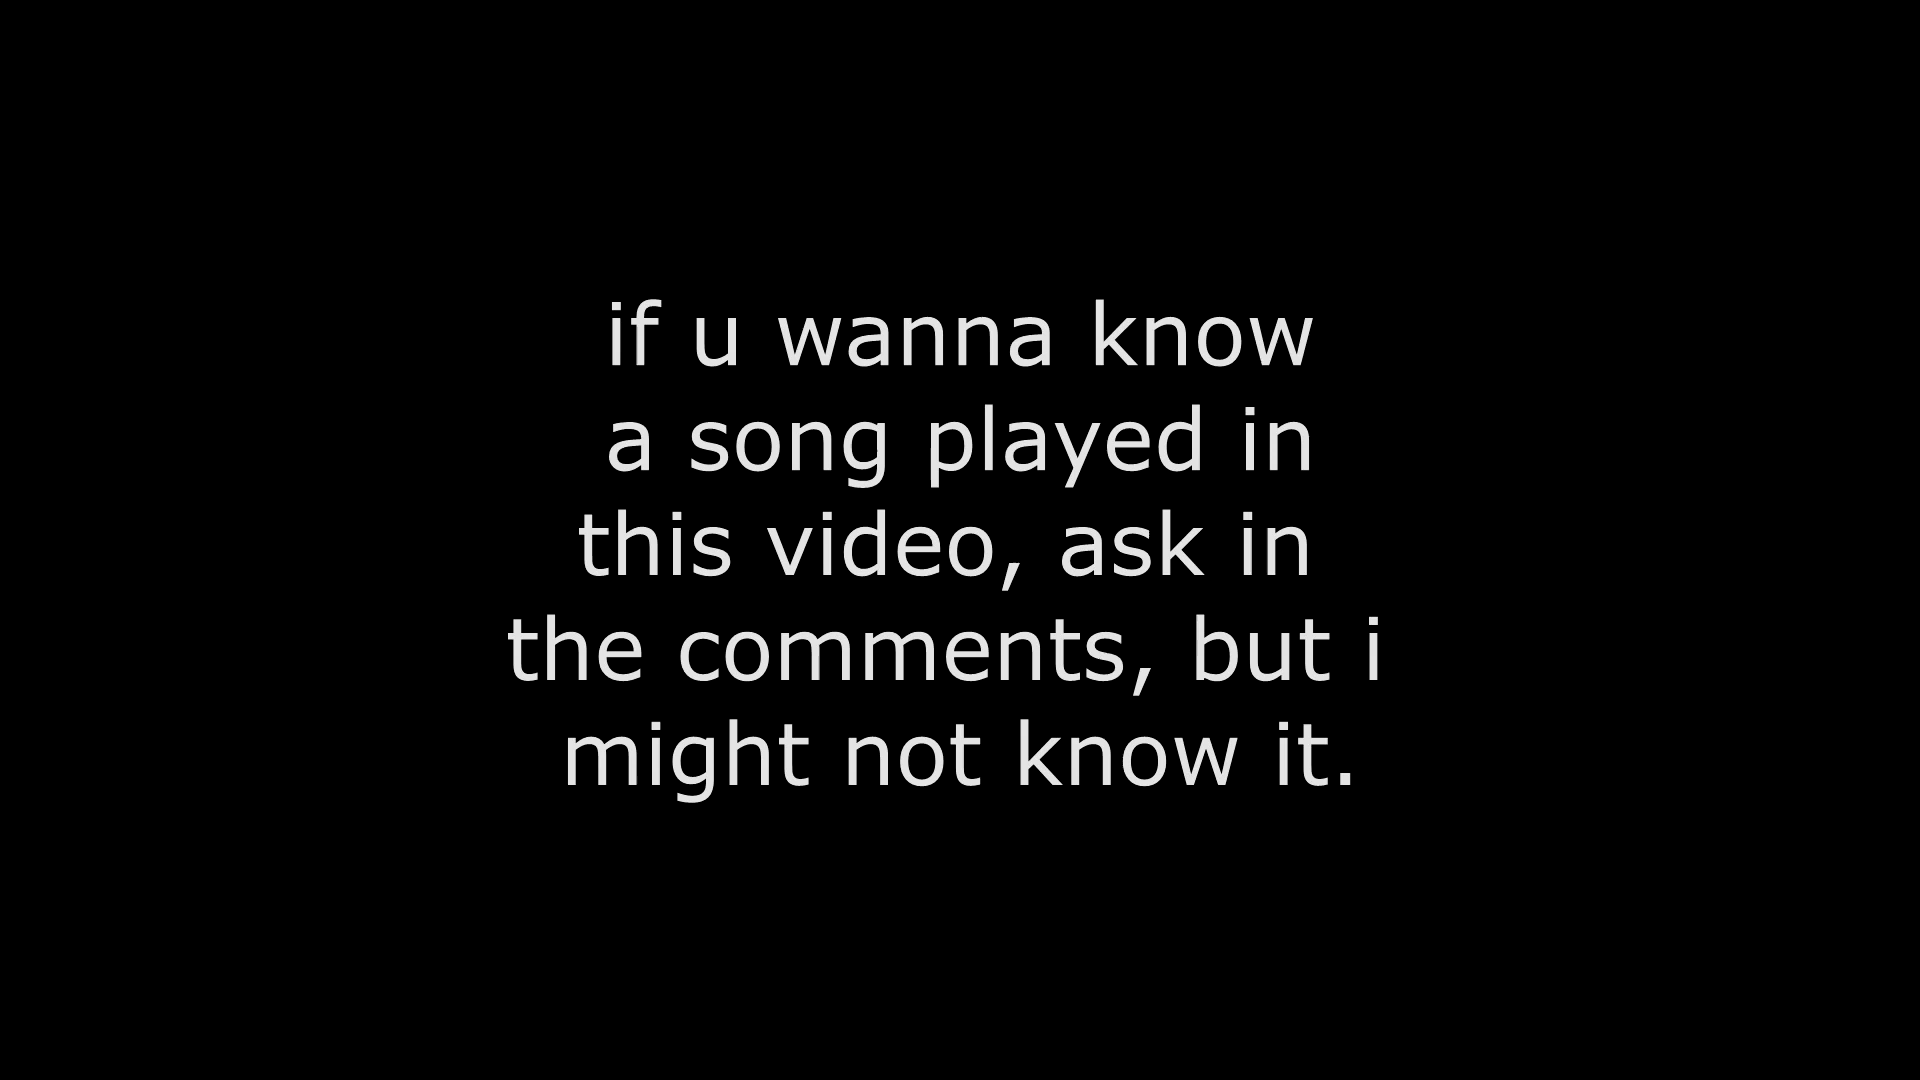 if u wanna know
a song played in
this video, ask in
the comments, but i
might not know it.